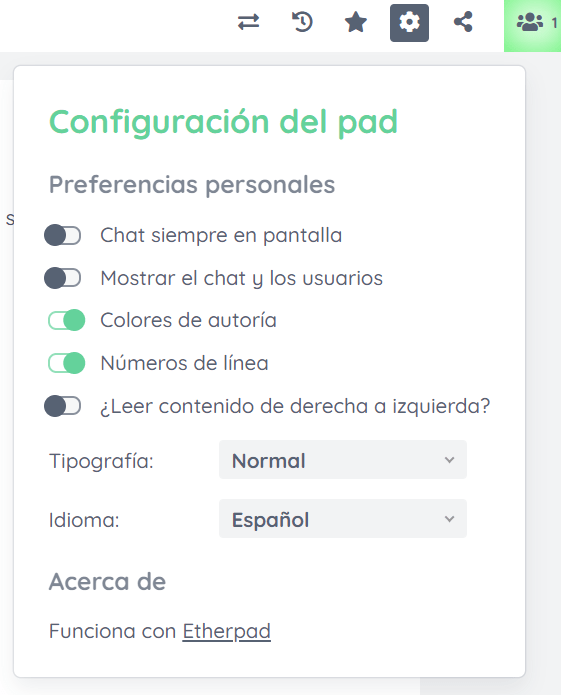 1
Configuración del pad
Preferencias personales
s
Chat siempre en pantalla
Mostrar el chat y los usuarios
Colores de autoría
Números de línea
¿Leer contenido de derecha a izquierda?
Tipografía: Normal
Idioma: Español
Acerca de
Funciona con Etherpad